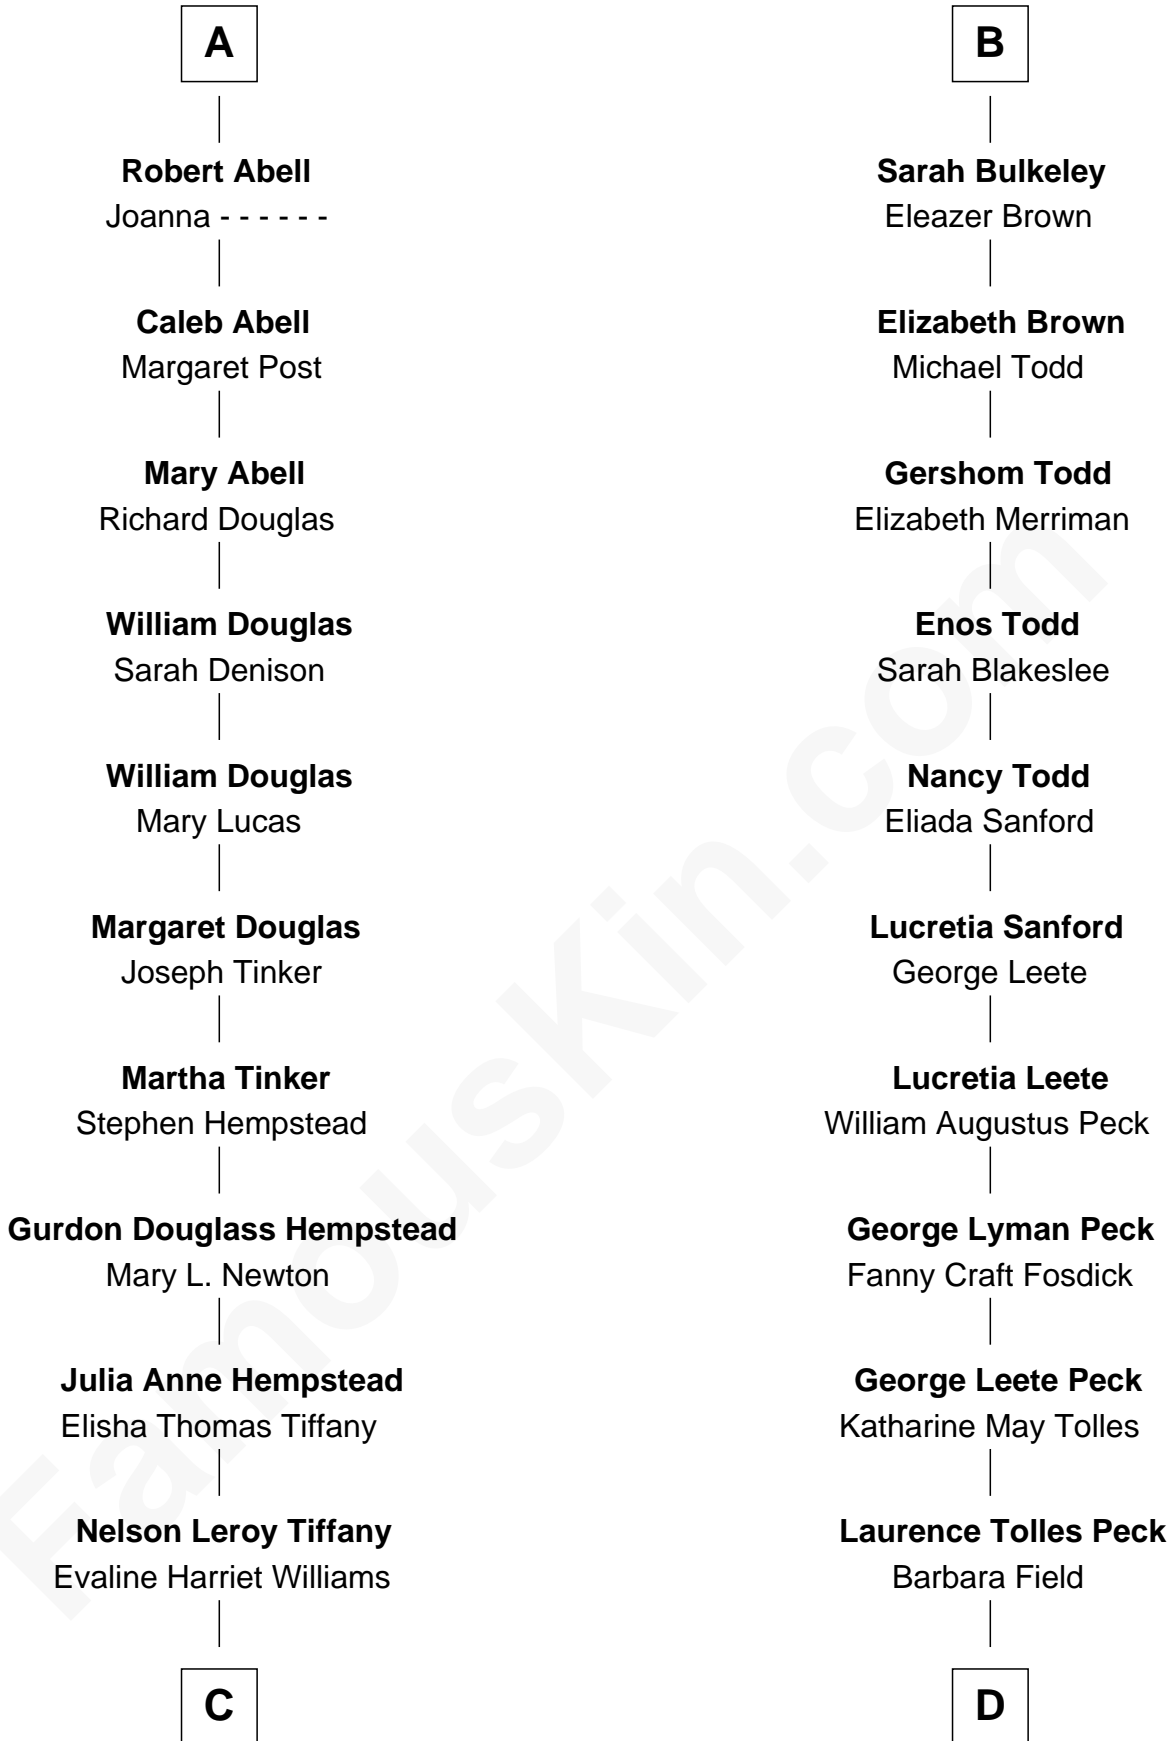 A
Robert Abell
Joanna - - - - - -
Caleb Abell
Margaret Post
Mary Abell
Richard Douglas
William Douglas
Sarah Denison
William Douglas
Mary Lucas
Margaret Douglas
Joseph Tinker
Martha Tinker
Stephen Hempstead
Gurdon Douglass Hempstead
Mary L. Newton
Julia Anne Hempstead
Elisha Thomas Tiffany
Nelson Leroy Tiffany
Evaline Harriet Williams
C
B
Sarah Bulkeley
Eleazer Brown
Elizabeth Brown
Michael Todd
Gershom Todd
Elizabeth Merriman
Enos Todd
Sarah Blakeslee
Nancy Todd
Eliada Sanford
Lucretia Sanford
George Leete
Lucretia Leete
William Augustus Peck
George Lyman Peck
Fanny Craft Fosdick
George Leete Peck
Katharine May Tolles
Laurence Tolles Peck
Barbara Field
D
FamousKin.com